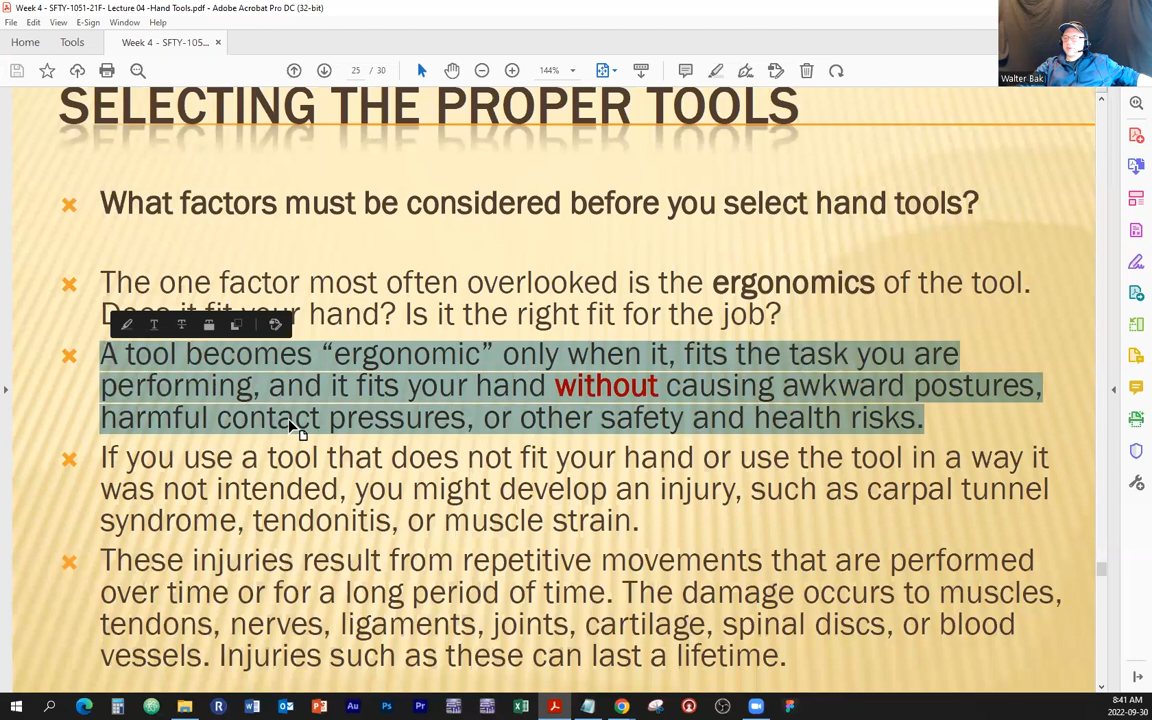 Week 4 - SFTY-1051-21F- Lecture 04 -Hand Tools.pdf - Adobe Acrobat Pro DC (32-bit)
File Edit View E-Sign Window Help
Home Tools Week 4 - SFTY-105... ×
25 / 30 144%
Walter Bak
SELECTING THE PROPER TOOLS
What factors must be considered before you select hand tools?
The one factor most often overlooked is the ergonomics of the tool.
Does it fit your hand? Is it the right fit for the job?
A tool becomes “ergonomic” only when it, fits the task you are
performing, and it fits your hand without causing awkward postures,
harmful contact pressures, or other safety and health risks.
If you use a tool that does not fit your hand or use the tool in a way it
was not intended, you might develop an injury, such as carpal tunnel
syndrome, tendonitis, or muscle strain.
These injuries result from repetitive movements that are performed
over time or for a long period of time. The damage occurs to muscles,
tendons, nerves, ligaments, joints, cartilage, spinal discs, or blood
vessels. Injuries such as these can last a lifetime.
8:41 AM
2022-09-30